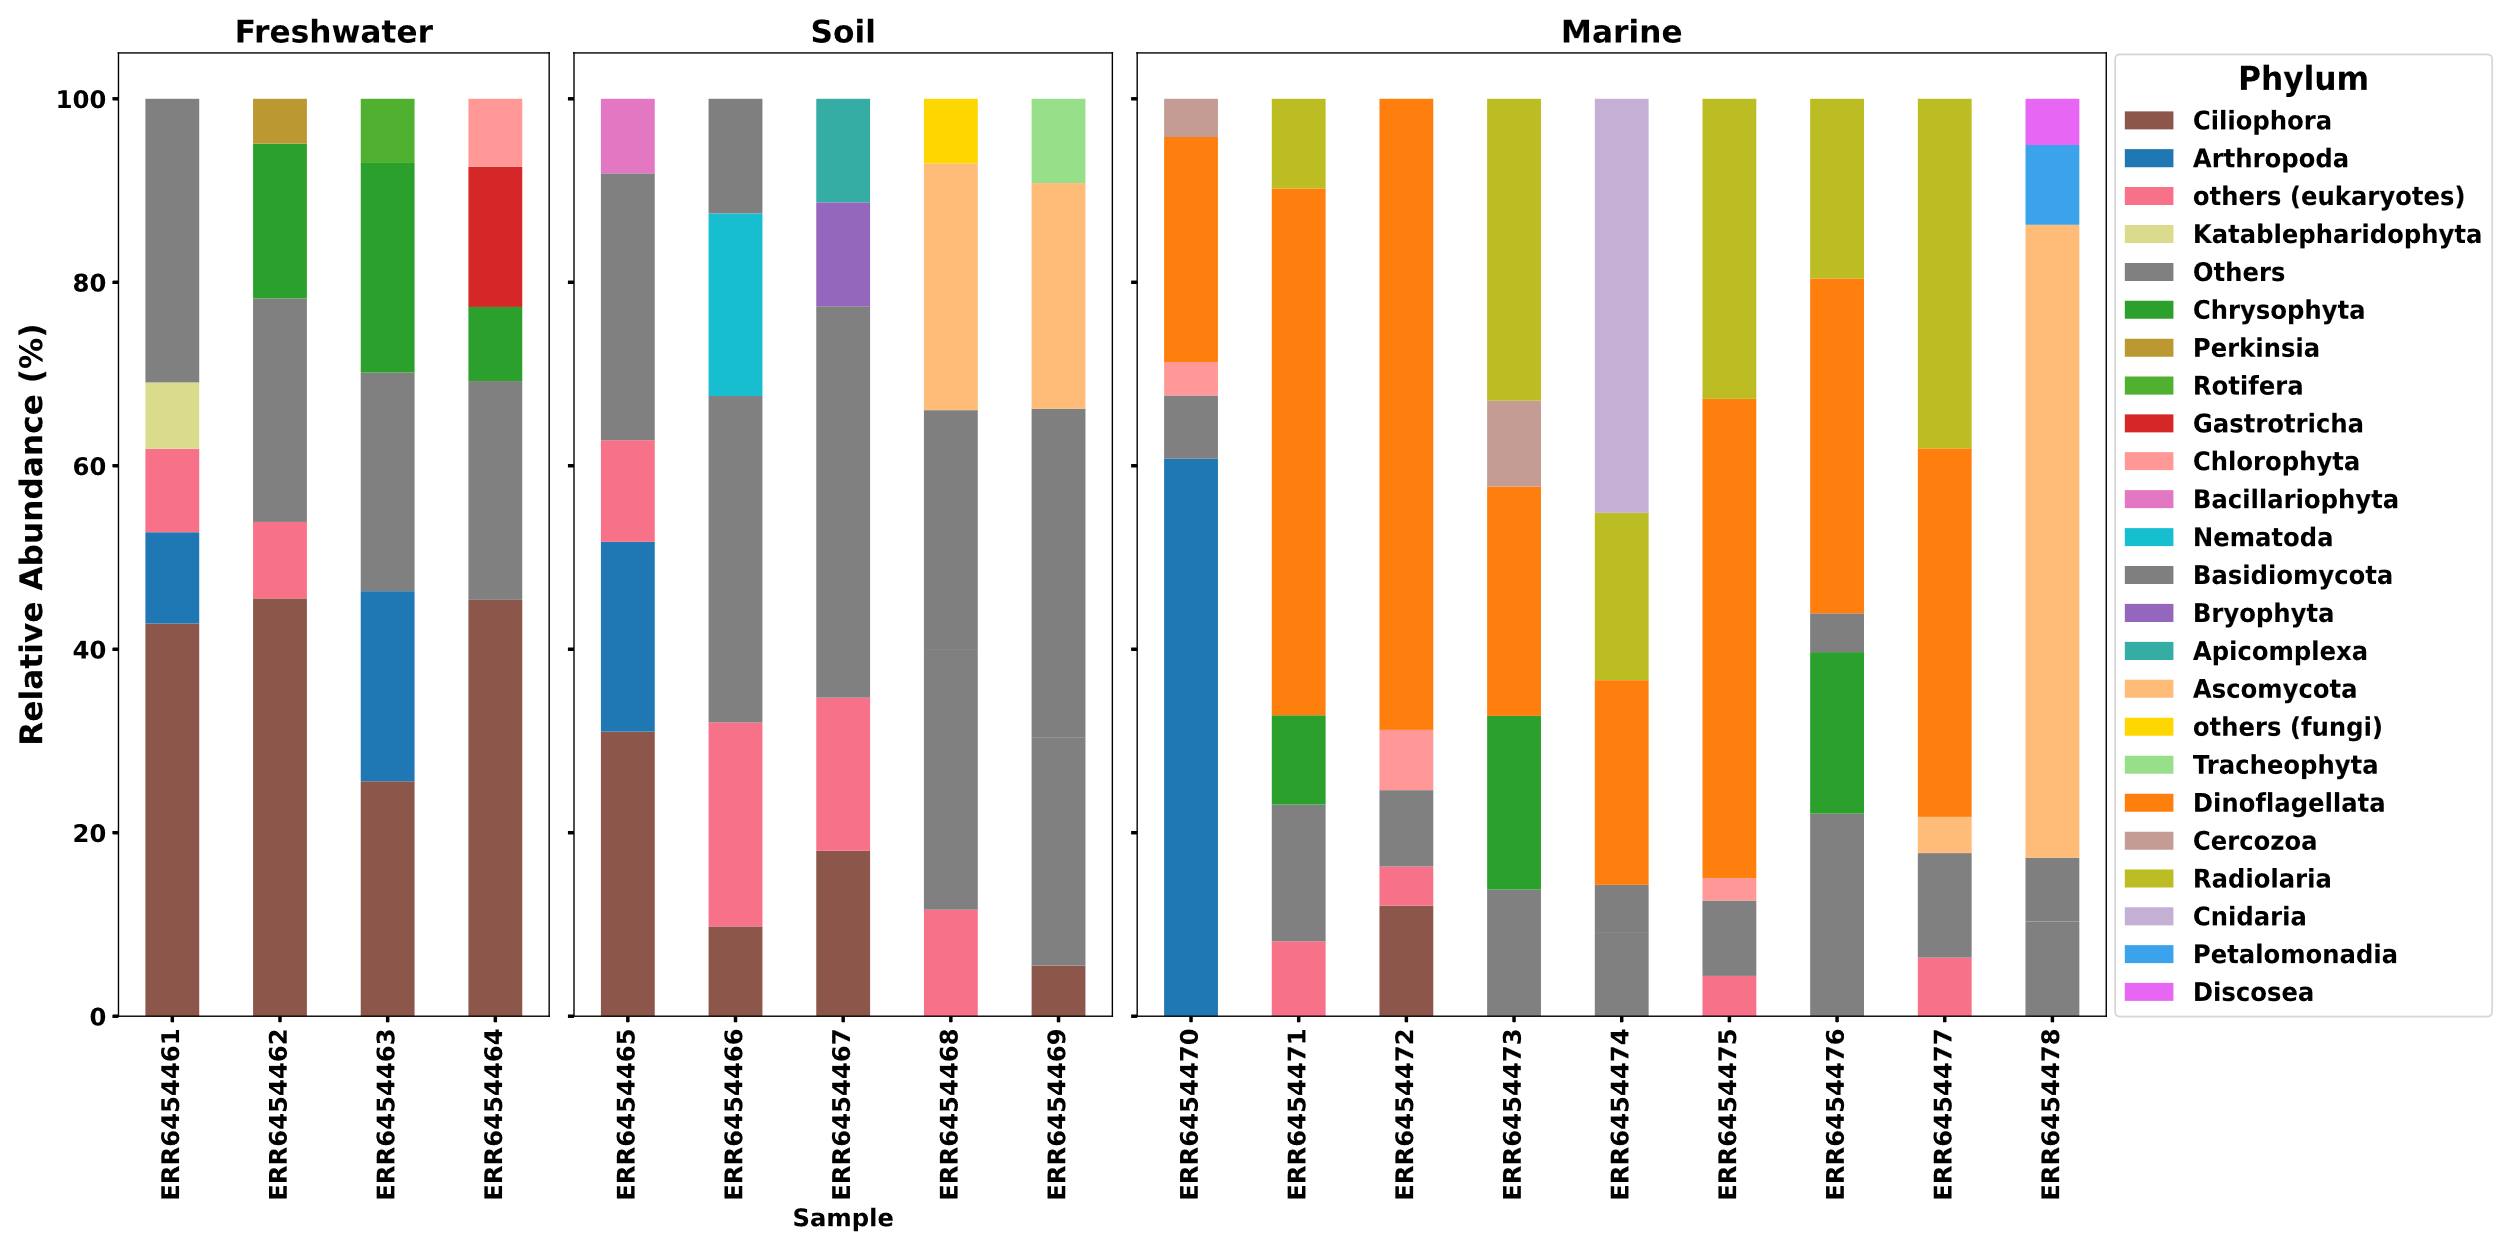 Freshwater
Soil
Marine
Relative Abundance (%)
100
80
60
40
20
0
ERR6454461
ERR6454462
ERR6454463
ERR6454464
ERR6454465
ERR6454466
ERR6454467
ERR6454468
ERR6454469
ERR6454470
ERR6454471
ERR6454472
ERR6454473
ERR6454474
ERR6454475
ERR6454476
ERR6454477
ERR6454478
Sample
Phylum
Ciliophora
Arthropoda
others (eukaryotes)
Katablepharidophyta
Others
Chrysophyta
Perkinsia
Rotifera
Gastrotricha
Chlorophyta
Bacillariophyta
Nematoda
Basidiomycota
Bryophyta
Apicomplexa
Ascomycota
others (fungi)
Tracheophyta
Dinoflagellata
Cercozoa
Radiolaria
Cnidaria
Petalomonadia
Discosea